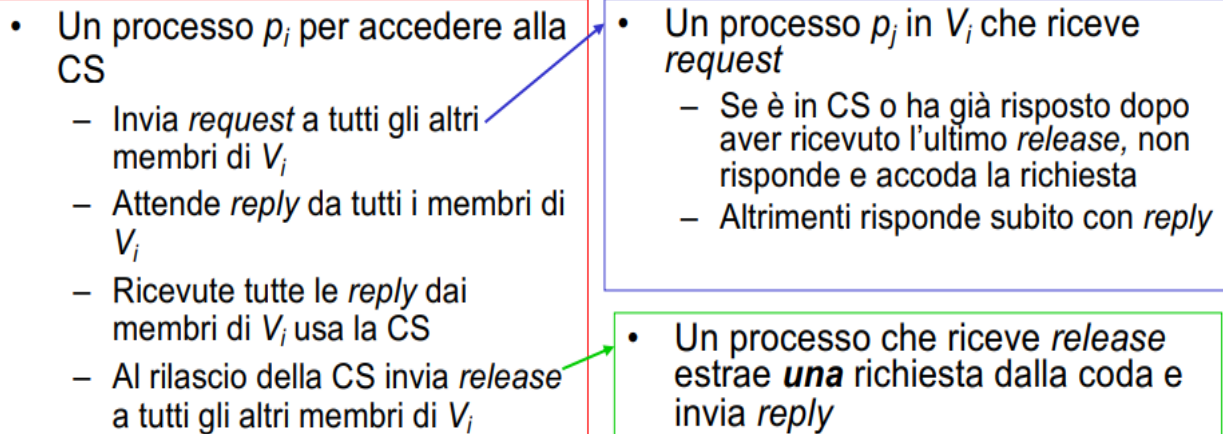 • Un processo pi per accedere alla
CS
– Invia request a tutti gli altri
membri di Vi
– Attende reply da tutti i membri di
Vi
– Ricevute tutte le reply dai
membri di Vi usa la CS
– Al rilascio della CS invia release
a tutti gli altri membri di Vi
• Un processo pj in Vi che riceve
request
– Se è in CS o ha già risposto dopo
aver ricevuto l'ultimo release, non
risponde e accoda la richiesta
– Altrimenti risponde subito con reply
• Un processo che riceve release
estrae una richiesta dalla coda e
invia reply